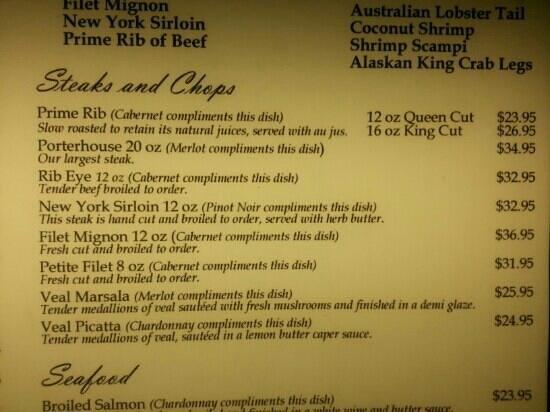 Filet Mignon
New York Sirloin
Prime Rib of Beef
Australian Lobster Tail
Coconut Shrimp
Shrimp Scampi
Alaskan King Crab Legs
Steaks and Chops
Prime Rib (Cabernet compliments this dish) 12 oz Queen Cut $23.95
Slow roasted to retain its natural juices, served with au jus. 16 oz King Cut $26.95
Porterhouse 20 oz (Merlot compliments this dish) $34.95
Our largest steak.
Rib Eye 12 oz (Cabernet compliments this dish) $32.95
Tender beef broiled to order.
New York Sirloin 12 oz (Pinot Noir compliments this dish) $32.95
This steak is hand cut and broiled to order, served with herb butter.
Filet Mignon 12 oz (Cabernet compliments this dish) $36.95
Fresh cut and broiled to order.
Petite Filet 8 oz (Cabernet compliments this dish) $31.95
Fresh cut and broiled to order.
Veal Marsala (Merlot compliments this dish) $25.95
Tender medallions of veal sautéed with fresh mushrooms and finished in a demi glaze.
Veal Picatta (Chardonnay compliments this dish) $24.95
Tender medallions of veal, sautéed in a lemon butter caper sauce.
Seafood
Broiled Salmon (Chardonnay compliments this dish) $23.95
finished in a white wine and butter sauce.